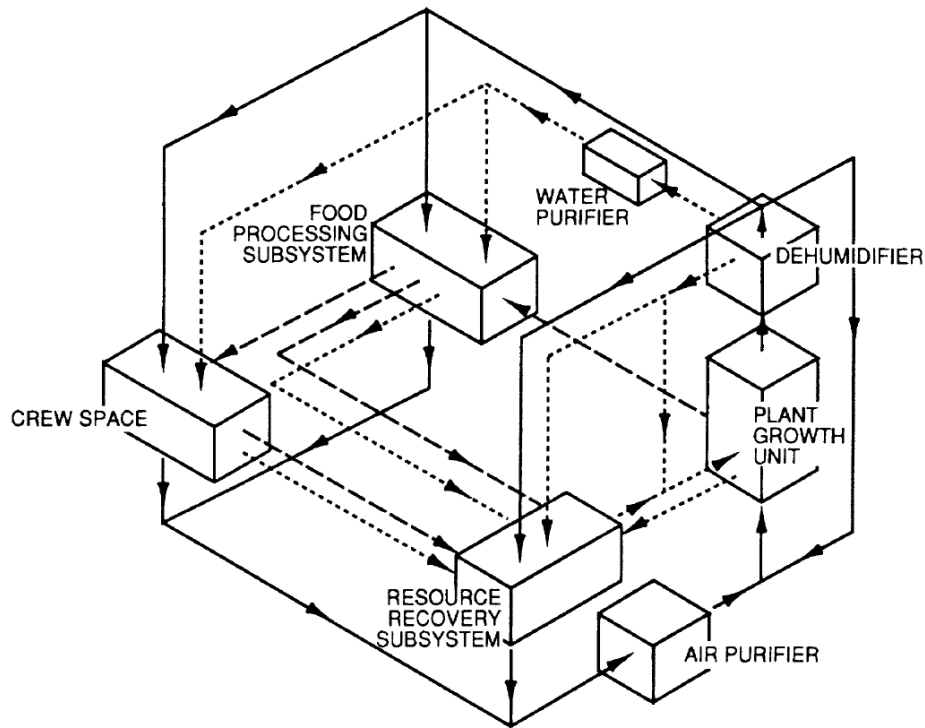 WATER
PURIFIER
FOOD
PROCESSING
SUBSYSTEM
DEHUMIDIFIER
CREW SPACE
PLANT
GROWTH
UNIT
RESOURCE
RECOVERY
SUBSYSTEM
AIR PURIFIER